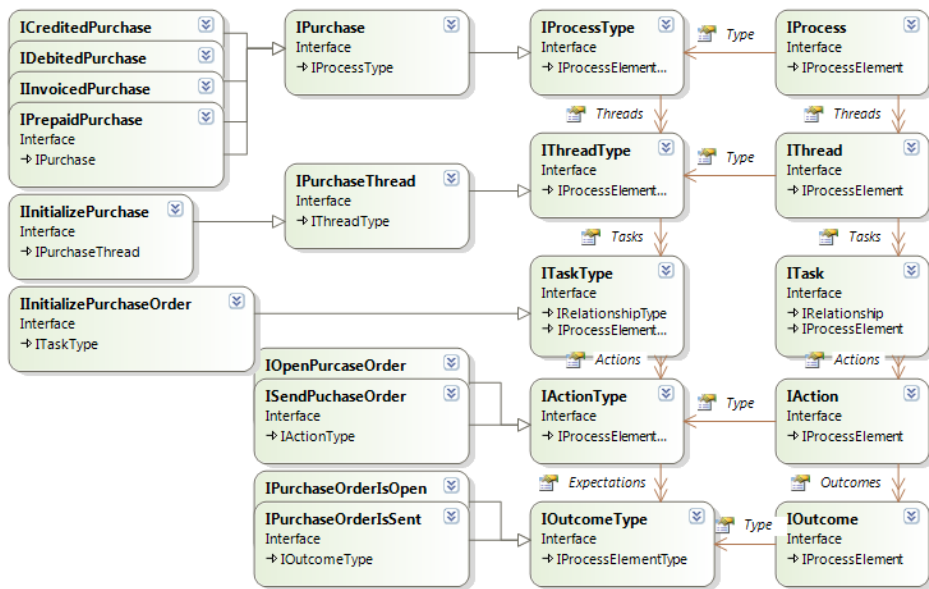 ICreditedPurchase
IDebitedPurchase
IInvoicedPurchase
IPrepaidPurchase
Interface
IPurchase
IPurchase
Interface
IProcessType
IProcessType
Interface
IProcessElement...
Type
IProcess
Interface
IProcessElement
Threads
Threads
IInitializePurchase
Interface
IPurchaseThread
IPurchaseThread
Interface
IThreadType
IThreadType
Interface
IProcessElement...
Type
IThread
Interface
IProcessElement
Tasks
Tasks
IInitializePurchaseOrder
Interface
ITaskType
ITaskType
Interface
IRelationshipType
IProcessElement...
ITask
Interface
IRelationship
IProcessElement
Actions
Actions
IOpenPurcaseOrder
ISendPuchaseOrder
Interface
IActionType
IActionType
Interface
IProcessElement...
Type
IAction
Interface
IProcessElement
Expectations
Outcomes
IPurchaseOrderIsOpen
IPurchaseOrderIsSent
Interface
IOutcomeType
IOutcomeType
Interface
IProcessElementType
Type
IOutcome
Interface
IProcessElement